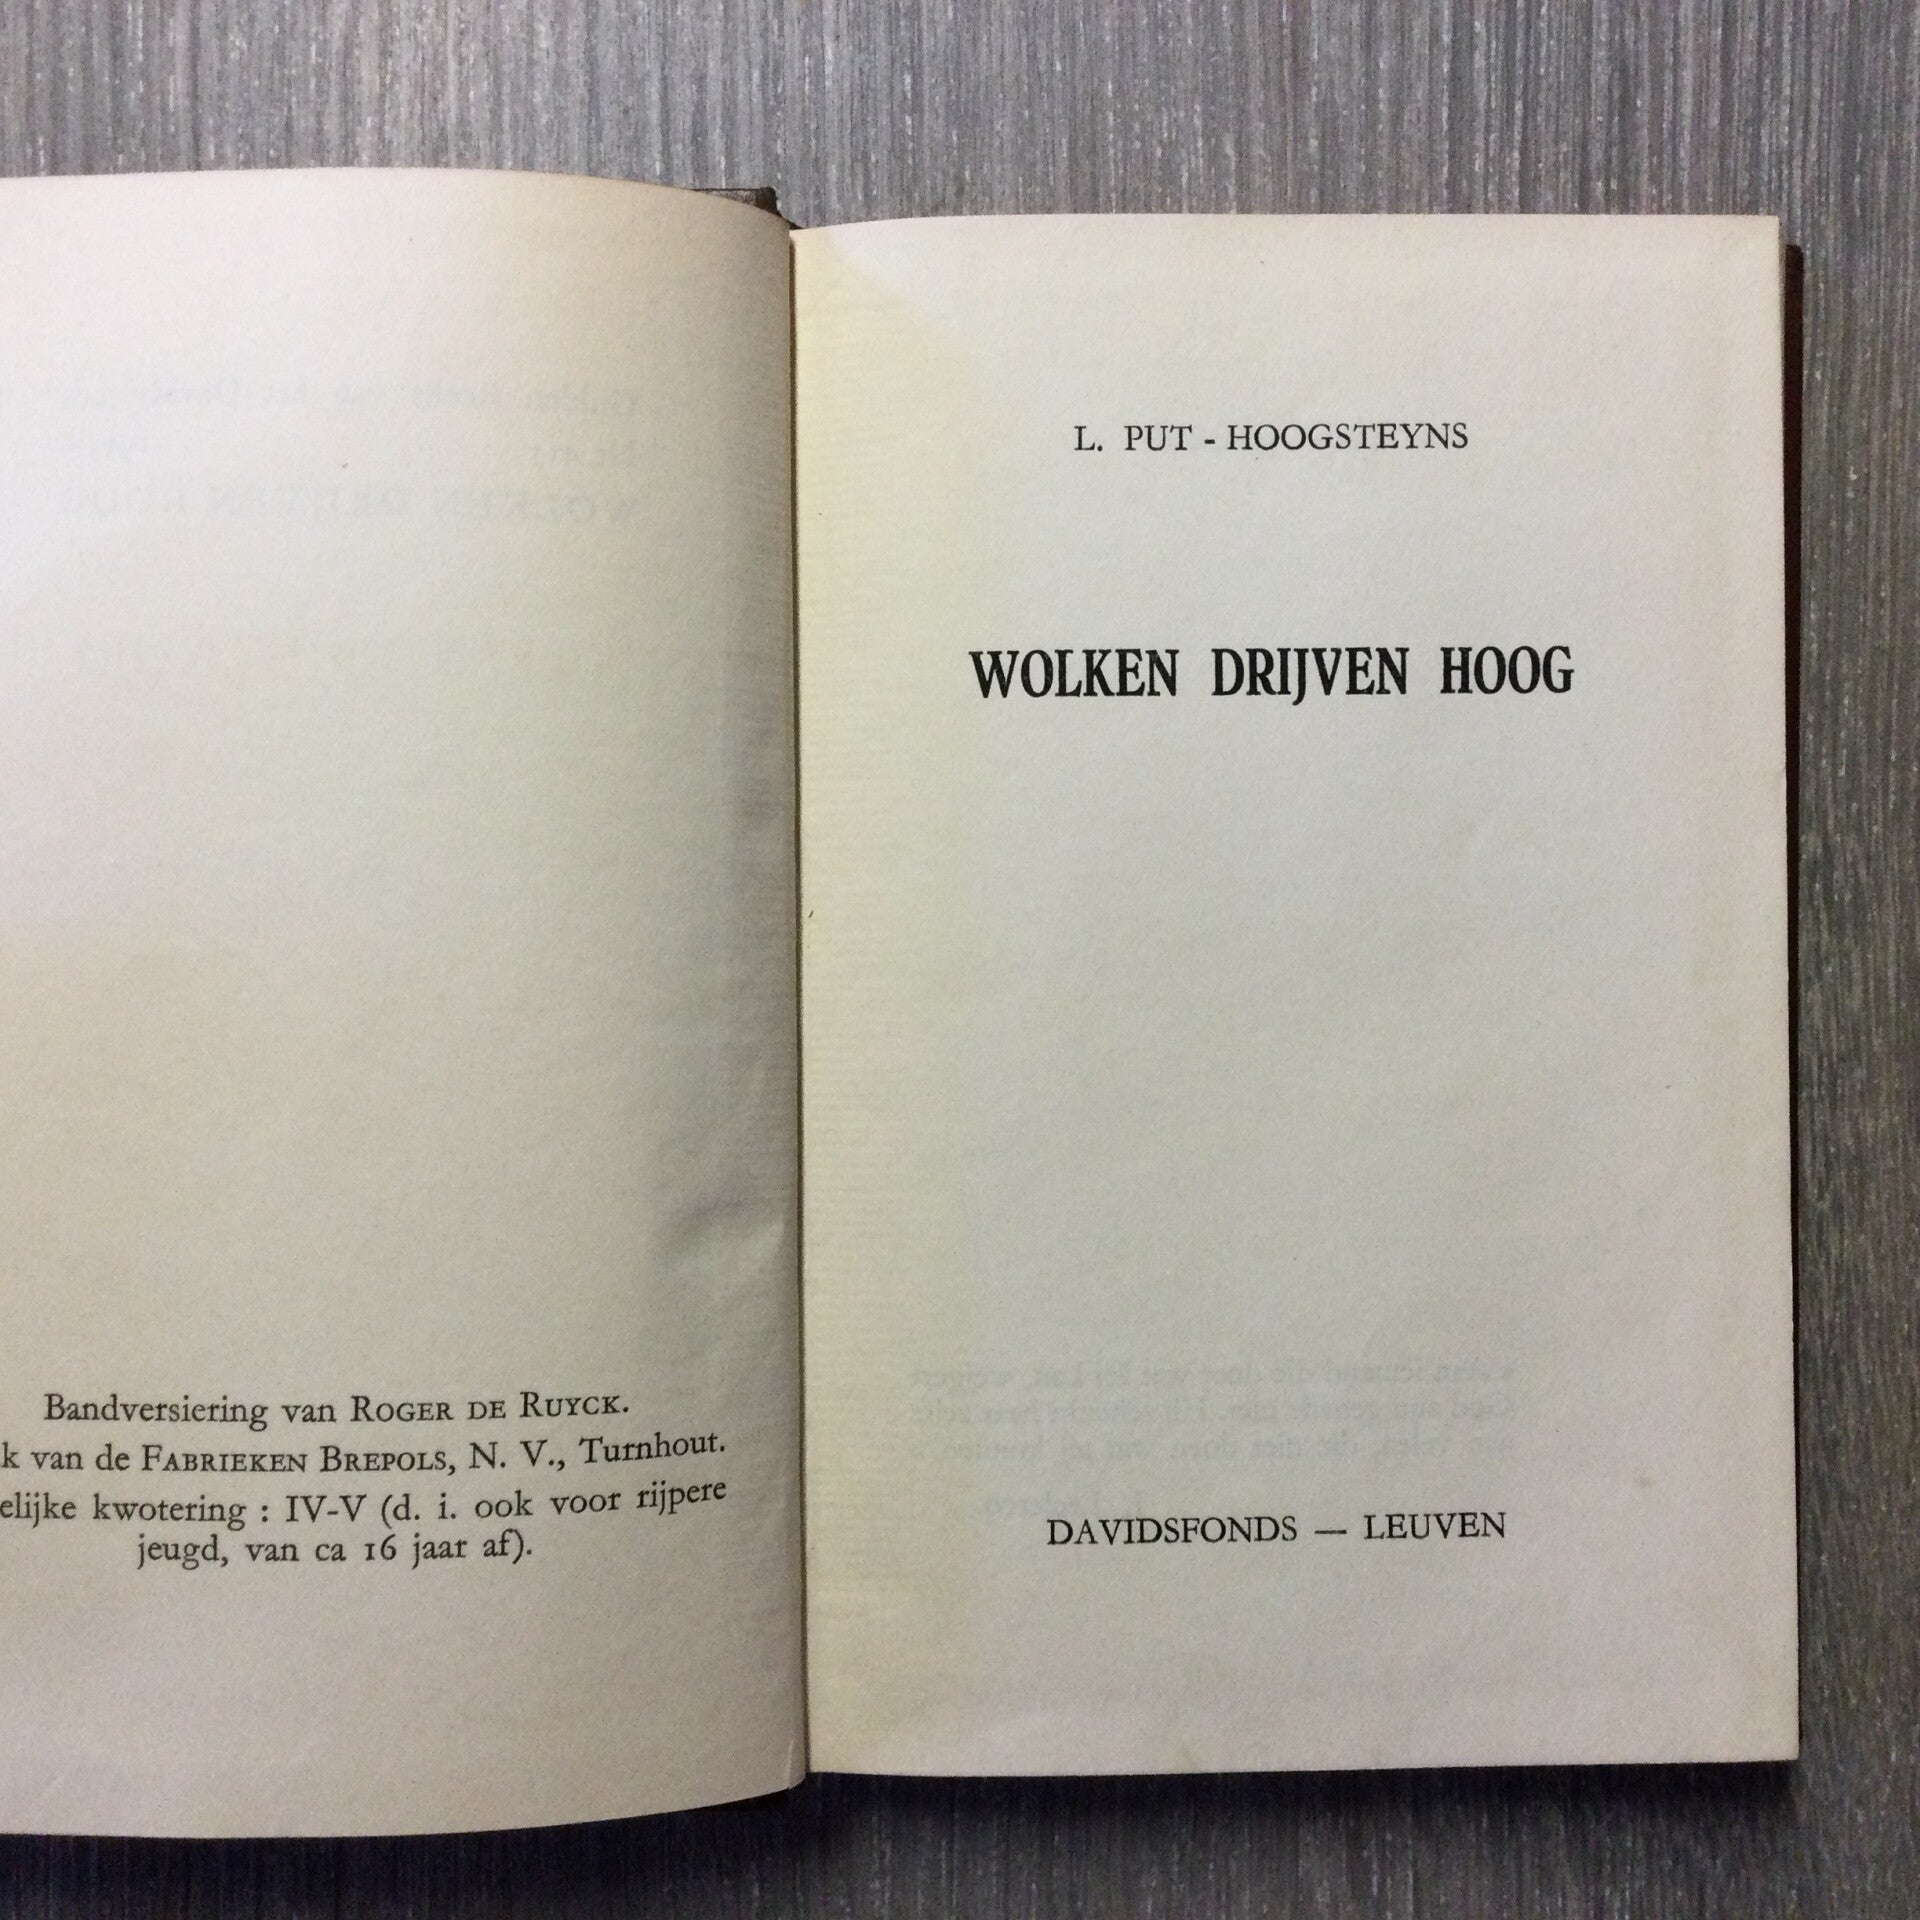 Bandversiering van ROGER DE RUYCK.
k van de FABRIEKEN BREPOLS, N. V., Turnhout.
elijke kwotering : IV-V (d. i. ook voor rijpere
jeugd, van ca 16 jaar af).
L. PUT - HOOGSTEYNS
WOLKEN DRIJVEN HOOG
DAVIDSFONDS — LEUVEN